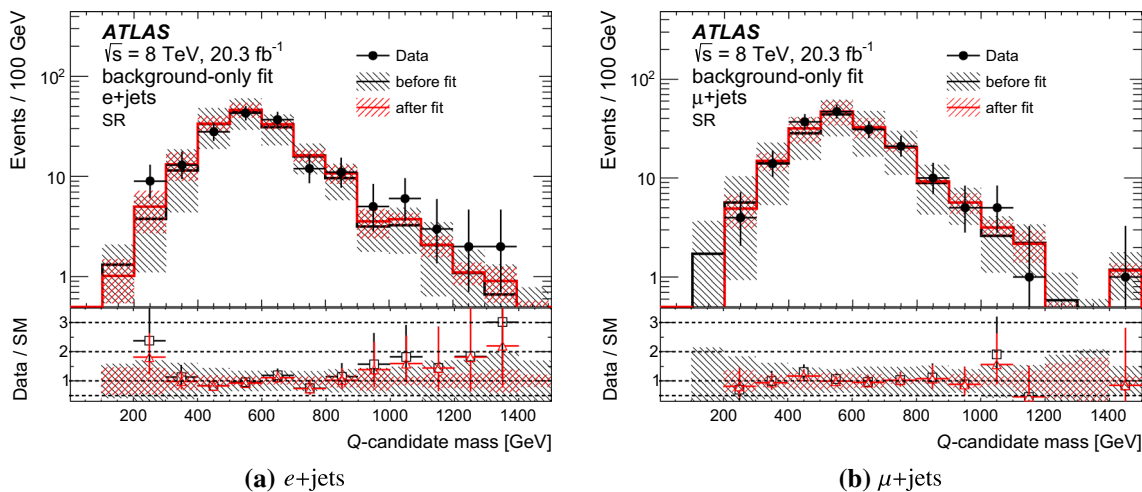 Events / 100 GeV
ATLAS
√s = 8 TeV, 20.3 fb⁻¹
background-only fit
e+jets
SR
Data
before fit
after fit
10²
10
1
Data / SM
3
2
1
200 400 600 800 1000 1200 1400
Q-candidate mass [GeV]
(a) e+jets
Events / 100 GeV
ATLAS
√s = 8 TeV, 20.3 fb⁻¹
background-only fit
μ+jets
SR
Data
before fit
after fit
10²
10
1
Data / SM
3
2
1
200 400 600 800 1000 1200 1400
Q-candidate mass [GeV]
(b) μ+jets